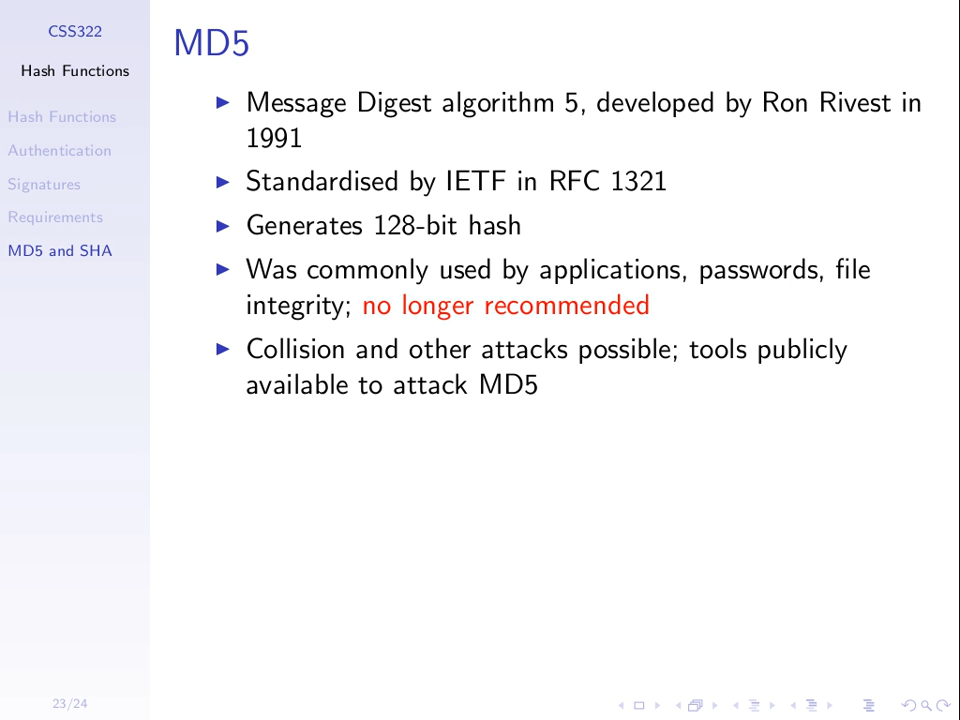 CSS322
Hash Functions
Hash Functions
Authentication
Signatures
Requirements
MD5 and SHA
23/24
MD5
Message Digest algorithm 5, developed by Ron Rivest in
1991
Standardised by IETF in RFC 1321
Generates 128-bit hash
Was commonly used by applications, passwords, file
integrity; no longer recommended
Collision and other attacks possible; tools publicly
available to attack MD5